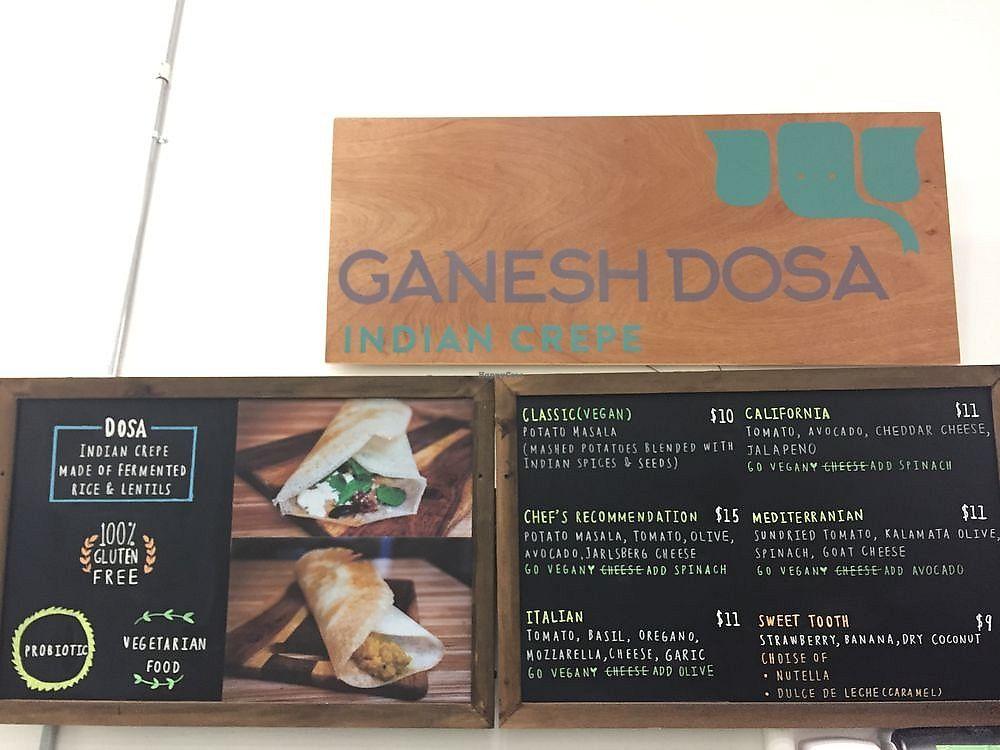 GANESH DOSA
INDIAN CREPE
HappyCow
DOSA
INDIAN CREPE
MADE OF FERMENTED
RICE & LENTILS
100%
GLUTEN
FREE
PROBIOTIC
VEGETARIAN
FOOD
CLASSIC(VEGAN) $10
POTATO MASALA
(MASHED POTATOES BLENDED WITH
INDIAN SPICES & SEEDS)
CHEF'S RECOMMENDATION $15
POTATO MASALA, TOMATO, OLIVE,
AVOCADO, JARLSBERG CHEESE
GO VEGAN♥ CHEESE ADD SPINACH
ITALIAN $11
TOMATO, BASIL, OREGANO,
MOZZARELLA, CHEESE, GARIC
GO VEGAN♥ CHEESE ADD OLIVE
CALIFORNIA $11
TOMATO, AVOCADO, CHEDDAR CHEESE,
JALAPENO
GO VEGAN♥ CHEESE ADD SPINACH
MEDITERRANIAN $11
SUNDRIED TOMATO, KALAMATA OLIVE,
SPINACH, GOAT CHEESE
GO VEGAN♥ CHEESE ADD AVOCADO
SWEET TOOTH $9
STRAWBERRY, BANANA, DRY COCONUT
CHOISE OF
• NUTELLA
• DULCE DE LECHE(CARAMEL)